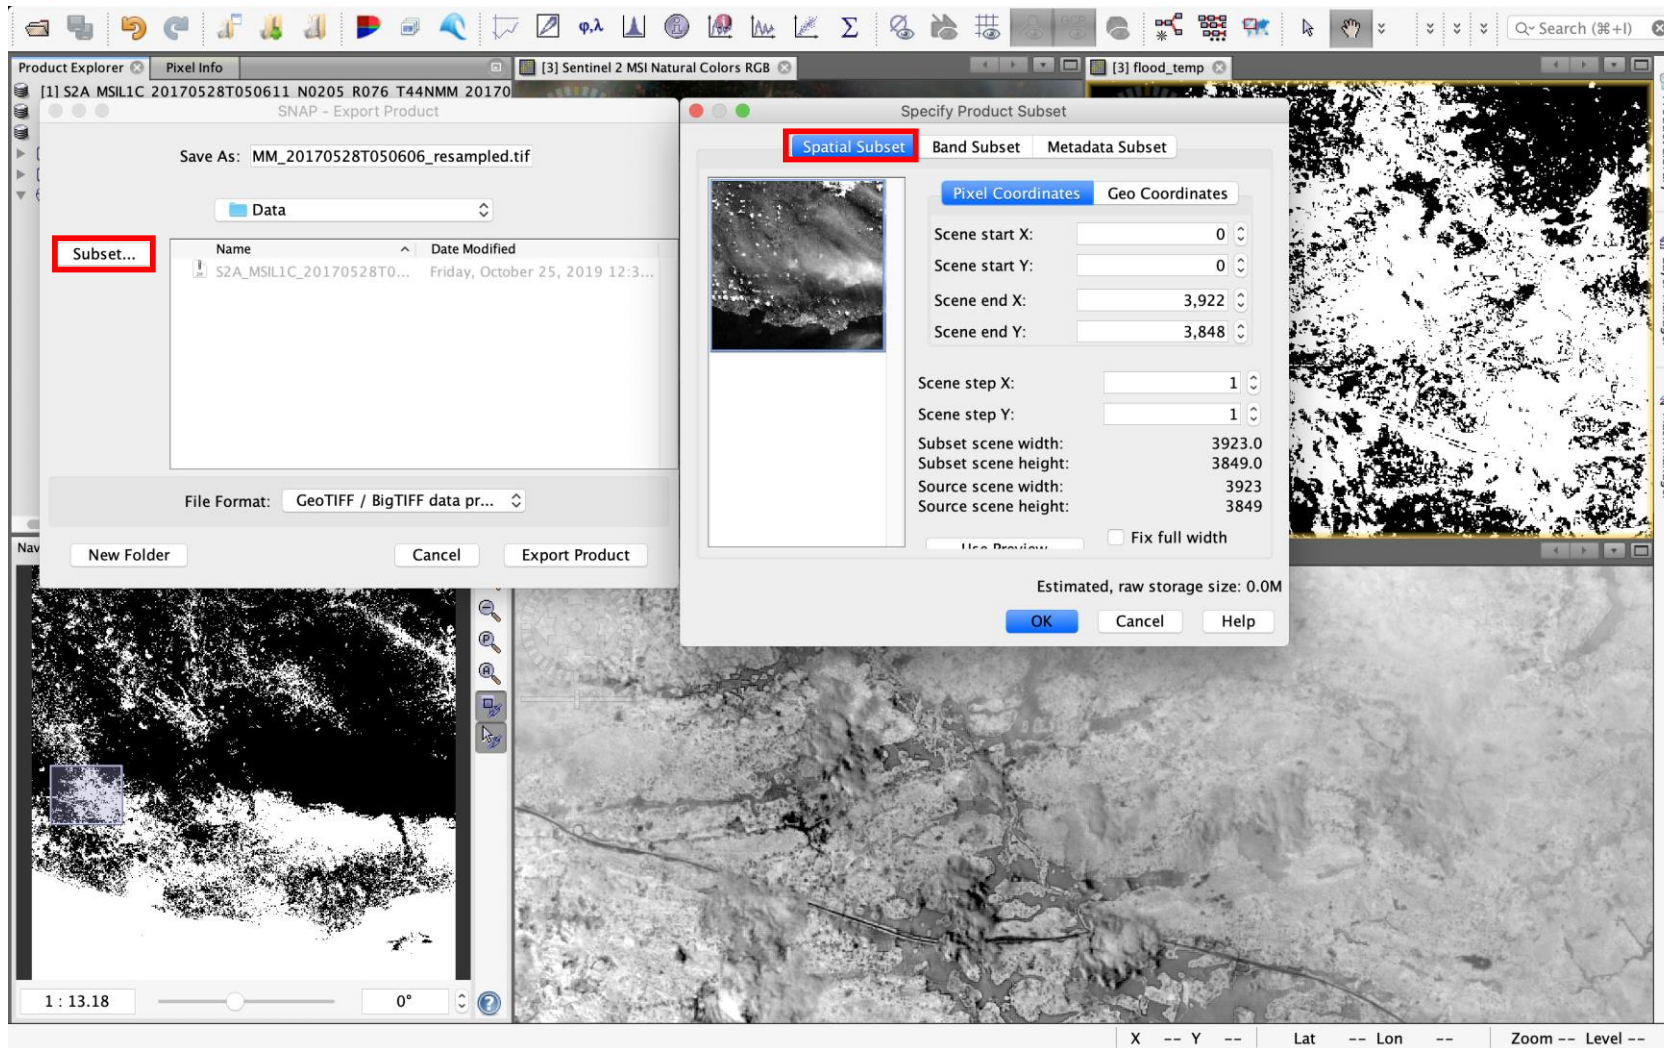 φ,λ
Σ
GCP
Search (⌘+I)
Product Explorer
Pixel Info
[3] Sentinel 2 MSI Natural Colors RGB
[3] flood_temp
[1] S2A MSIL1C 20170528T050611 N0205 R076 T44NMM 20170
SNAP - Export Product
Save As: MM_20170528T050606_resampled.tif
Data
Subset...
Name
Date Modified
S2A_MSIL1C_20170528T0...
Friday, October 25, 2019 12:3...
File Format: GeoTIFF / BigTIFF data pr...
New Folder
Cancel
Export Product
Specify Product Subset
Spatial Subset
Band Subset
Metadata Subset
Pixel Coordinates
Geo Coordinates
Scene start X: 0
Scene start Y: 0
Scene end X: 3,922
Scene end Y: 3,848
Scene step X: 1
Scene step Y: 1
Subset scene width: 3923.0
Subset scene height: 3849.0
Source scene width: 3923
Source scene height: 3849
Use Preview
Fix full width
Estimated, raw storage size: 0.0M
OK
Cancel
Help
Nav
1 : 13.18
0°
X -- Y --
Lat -- Lon --
Zoom -- Level --